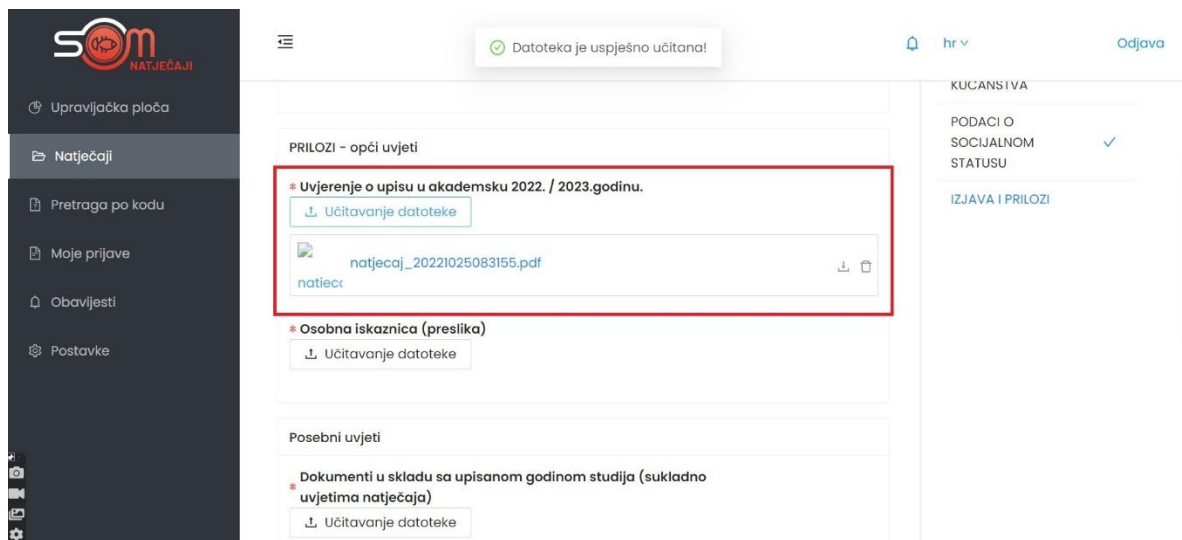 SOM
NATJEČAJI
Datoteka je uspješno učitana!
hr
Odjava
Upravljačka ploča
Natječaji
Pretraga po kodu
Moje prijave
Obavijesti
Postavke
PRILOZI - opći uvjeti
* Uvjerenje o upisu u akademsku 2022. / 2023.godinu.
Učitavanje datoteke
natjecaj_20221025083155.pdf
natjeca
* Osobna iskaznica (preslika)
Učitavanje datoteke
Posebni uvjeti
* Dokumenti u skladu sa upisanom godinom studija (sukladno
uvjetima natječaja)
Učitavanje datoteke
KUĆANSTVA
PODACI O
SOCIJALNOM
STATUSU
IZJAVA I PRILOZI